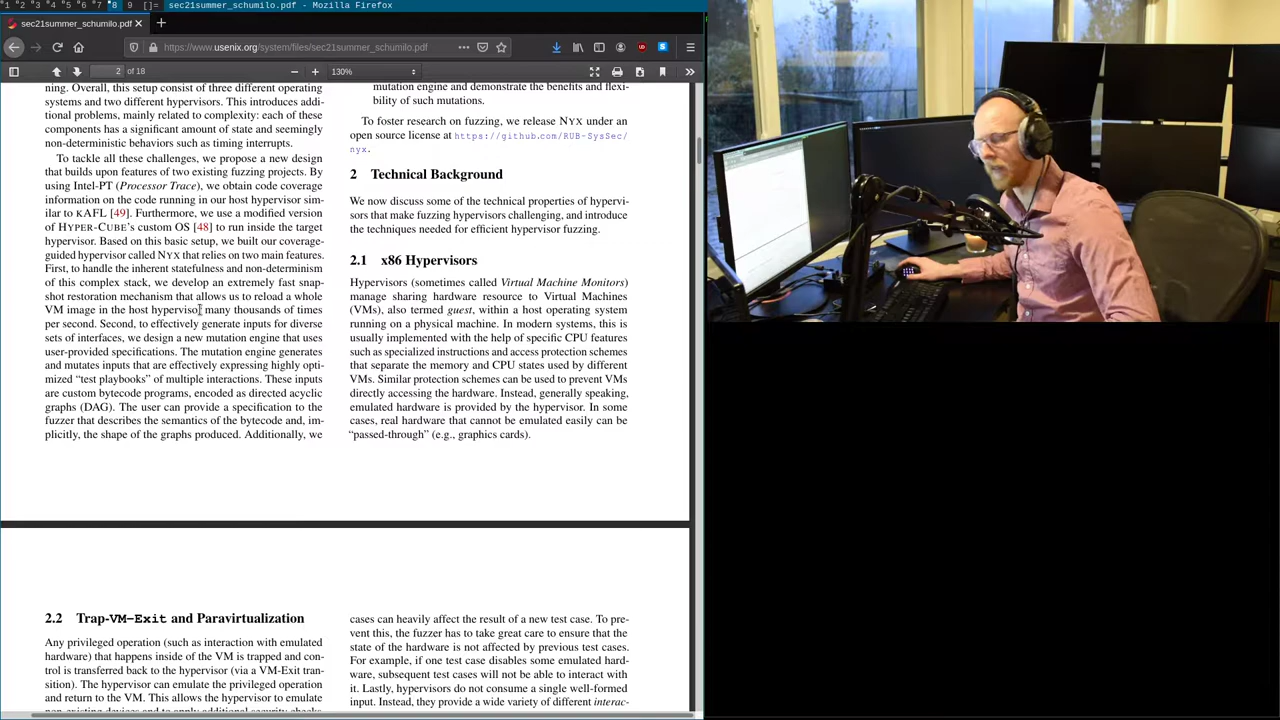 1 2 3 4 5 6 7 8 9 []= sec21summer_schumilo.pdf - Mozilla Firefox
sec21summer_schumilo.pdf
https://www.usenix.org/system/files/sec21summer_schumilo.pdf
2 of 18
130%
ning. Overall, this setup consist of three different operating
systems and two different hypervisors. This introduces addi-
tional problems, mainly related to complexity: each of these
components has a significant amount of state and seemingly
non-deterministic behaviors such as timing interrupts.
To tackle all these challenges, we propose a new design
that builds upon features of two existing fuzzing projects. By
using Intel-PT (Processor Trace), we obtain code coverage
information on the code running in our host hypervisor sim-
ilar to KAFL [49]. Furthermore, we use a modified version
of HYPER-CUBE's custom OS [48] to run inside the target
hypervisor. Based on this basic setup, we built our coverage-
guided hypervisor called NYX that relies on two main features.
First, to handle the inherent statefulness and non-determinism
of this complex stack, we develop an extremely fast snap-
shot restoration mechanism that allows us to reload a whole
VM image in the host hypervisor many thousands of times
per second. Second, to effectively generate inputs for diverse
sets of interfaces, we design a new mutation engine that uses
user-provided specifications. The mutation engine generates
and mutates inputs that are effectively expressing highly opti-
mized “test playbooks” of multiple interactions. These inputs
are custom bytecode programs, encoded as directed acyclic
graphs (DAG). The user can provide a specification to the
fuzzer that describes the semantics of the bytecode and, im-
plicitly, the shape of the graphs produced. Additionally, we
mutation engine and demonstrate the benefits and flexi-
bility of such mutations.
To foster research on fuzzing, we release NYX under an
open source license at https://github.com/RUB-SysSec/
nyx.
2 Technical Background
We now discuss some of the technical properties of hypervi-
sors that make fuzzing hypervisors challenging, and introduce
the techniques needed for efficient hypervisor fuzzing.
2.1 x86 Hypervisors
Hypervisors (sometimes called Virtual Machine Monitors)
manage sharing hardware resource to Virtual Machines
(VMs), also termed guest, within a host operating system
running on a physical machine. In modern systems, this is
usually implemented with the help of specific CPU features
such as specialized instructions and access protection schemes
that separate the memory and CPU states used by different
VMs. Similar protection schemes can be used to prevent VMs
directly accessing the hardware. Instead, generally speaking,
emulated hardware is provided by the hypervisor. In some
cases, real hardware that cannot be emulated easily can be
“passed-through” (e.g., graphics cards).
2.2 Trap-VM-Exit and Paravirtualization
Any privileged operation (such as interaction with emulated
hardware) that happens inside of the VM is trapped and con-
trol is transferred back to the hypervisor (via a VM-Exit tran-
sition). The hypervisor can emulate the privileged operation
and return to the VM. This allows the hypervisor to emulate
non-existing devices and to apply additional security checks
cases can heavily affect the result of a new test case. To pre-
vent this, the fuzzer has to take great care to ensure that the
state of the hardware is not affected by previous test cases.
For example, if one test case disables some emulated hard-
ware, subsequent test cases will not be able to interact with
it. Lastly, hypervisors do not consume a single well-formed
input. Instead, they provide a wide variety of different interac-